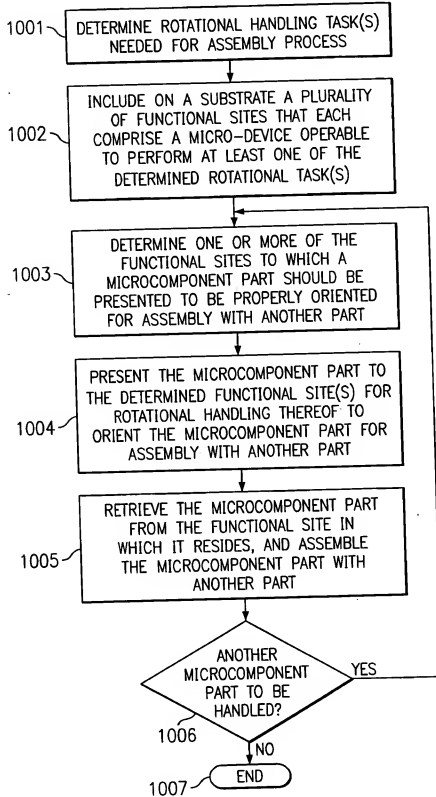 1001
DETERMINE ROTATIONAL HANDLING TASK(S)
NEEDED FOR ASSEMBLY PROCESS
1002
INCLUDE ON A SUBSTRATE A PLURALITY
OF FUNCTIONAL SITES THAT EACH
COMPRISE A MICRO-DEVICE OPERABLE
TO PERFORM AT LEAST ONE OF THE
DETERMINED ROTATIONAL TASK(S)
1003
DETERMINE ONE OR MORE OF THE
FUNCTIONAL SITES TO WHICH A
MICROCOMPONENT PART SHOULD BE
PRESENTED TO BE PROPERLY ORIENTED
FOR ASSEMBLY WITH ANOTHER PART
1004
PRESENT THE MICROCOMPONENT PART TO
THE DETERMINED FUNCTIONAL SITE(S) FOR
ROTATIONAL HANDLING THEREOF TO
ORIENT THE MICROCOMPONENT PART FOR
ASSEMBLY WITH ANOTHER PART
1005
RETRIEVE THE MICROCOMPONENT PART
FROM THE FUNCTIONAL SITE IN
WHICH IT RESIDES, AND ASSEMBLE
THE MICROCOMPONENT PART WITH
ANOTHER PART
ANOTHER
MICROCOMPONENT
PART TO BE
HANDLED?
YES
1006
NO
1007
END